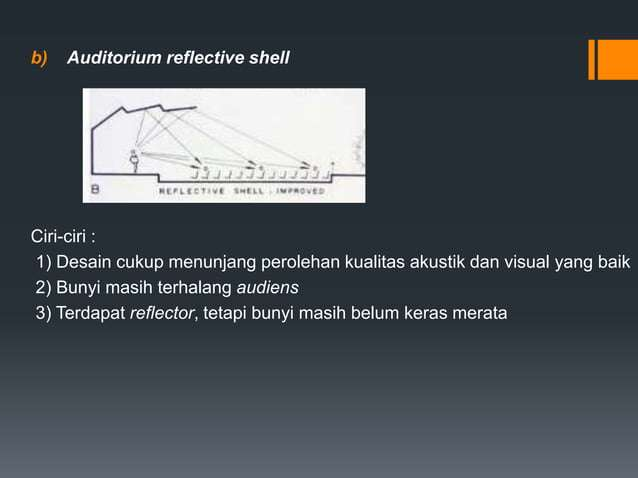 b) Auditorium reflective shell
B REFLECTIVE SHELL - IMPROVED
Ciri-ciri :
1) Desain cukup menunjang perolehan kualitas akustik dan visual yang baik
2) Bunyi masih terhalang audiens
3) Terdapat reflector, tetapi bunyi masih belum keras merata